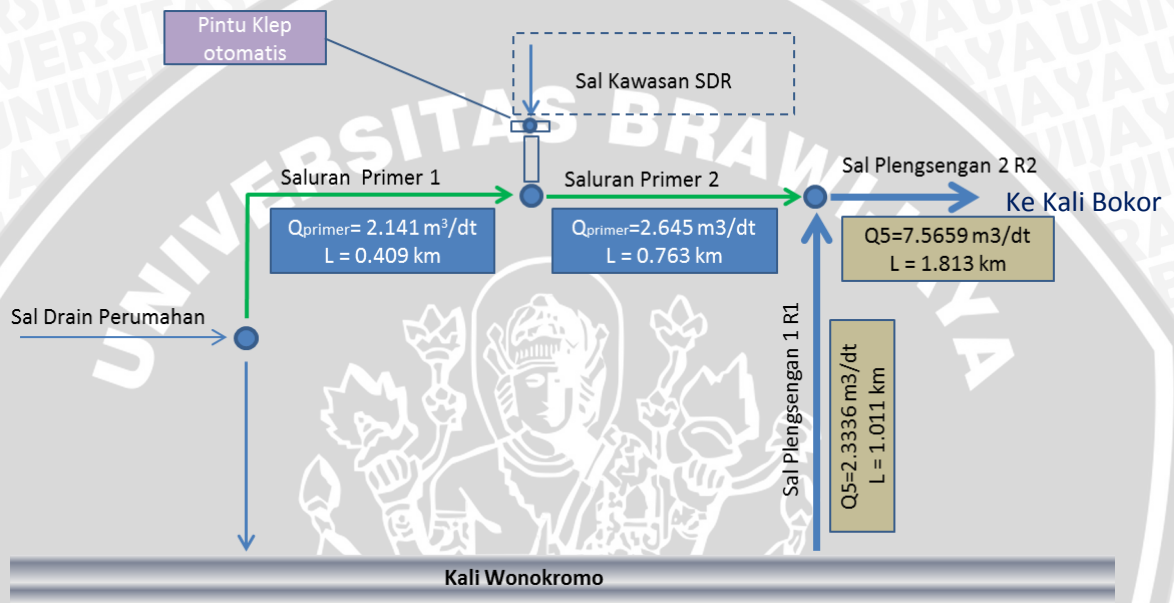 Pintu Klep
otomatis
Sal Kawasan SDR
Saluran Primer 1
Saluran Primer 2
Sal Plengsengan 2 R2
Ke Kali Bokor
Qprimer= 2.141 m³/dt
L = 0.409 km
Qprimer=2.645 m3/dt
L = 0.763 km
Q5=7.5659 m3/dt
L = 1.813 km
Sal Drain Perumahan
Sal Plengsengan 1 R1
Q5=2.3336 m3/dt
L = 1.011 km
Kali Wonokromo
UNIVERSITAS BRAWIJAYA